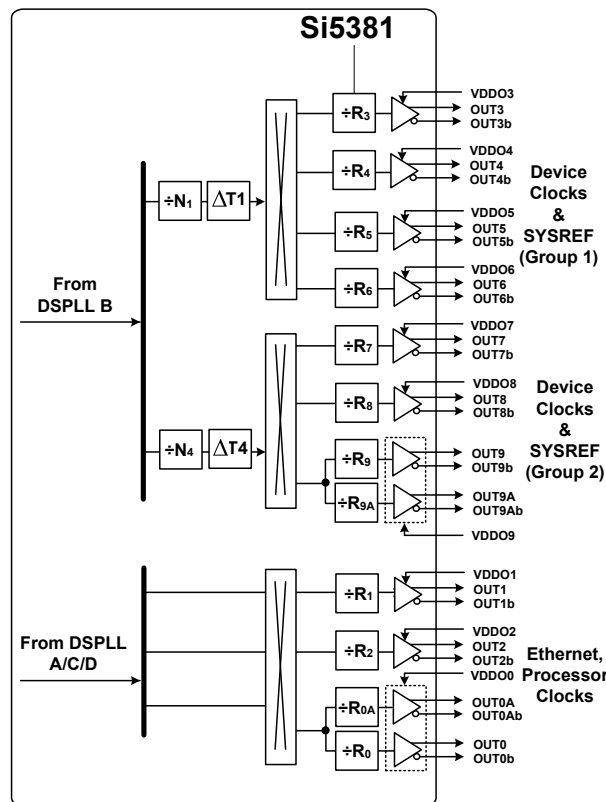 Si5381
÷R3
VDDO3
OUT3
OUT3b
÷R4
VDDO4
OUT4
OUT4b
÷N1
ΔT1
÷R5
VDDO5
OUT5
OUT5b
÷R6
VDDO6
OUT6
OUT6b
Device
Clocks
&
SYSREF
(Group 1)
From
DSPLL B
÷R7
VDDO7
OUT7
OUT7b
÷R8
VDDO8
OUT8
OUT8b
÷N4
ΔT4
÷R9
OUT9
OUT9b
÷R9A
OUT9A
OUT9Ab
VDDO9
Device
Clocks
&
SYSREF
(Group 2)
From DSPLL
A/C/D
÷R1
VDDO1
OUT1
OUT1b
÷R2
VDDO2
OUT2
OUT2b
VDDO0
÷R0A
OUT0A
OUT0Ab
÷R0
OUT0
OUT0b
Ethernet,
Processor
Clocks